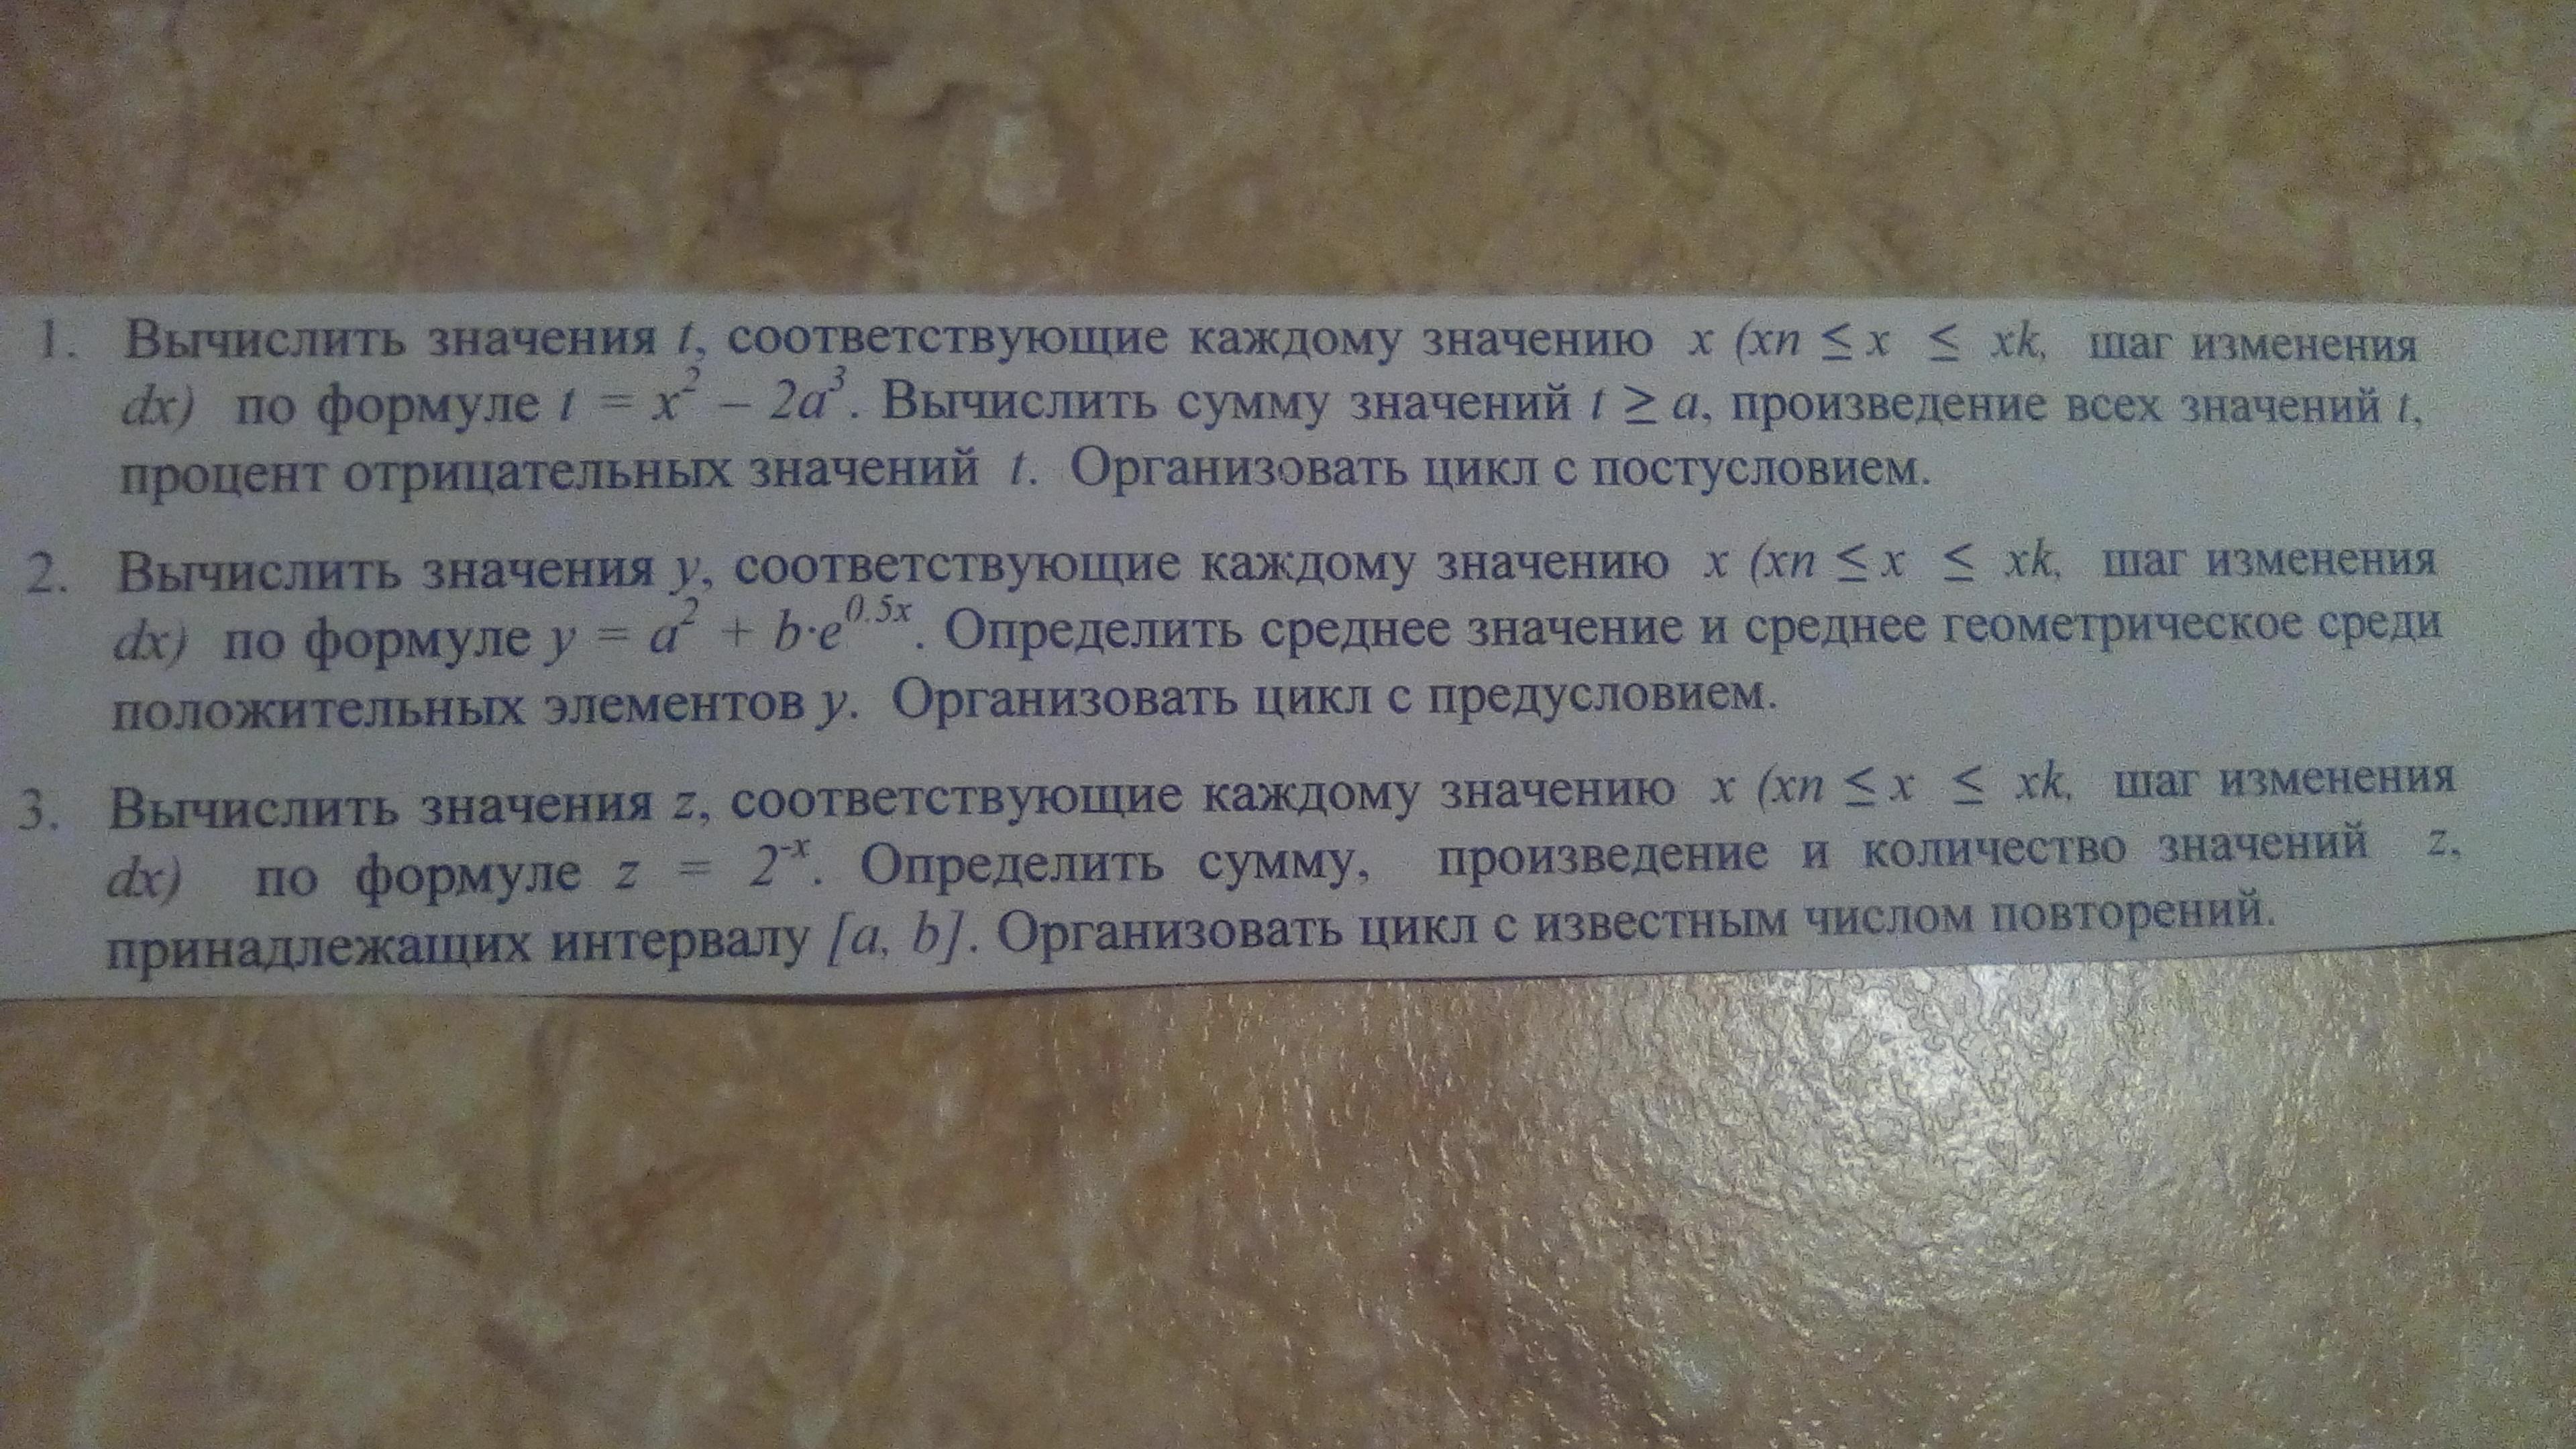 1. Вычислить значения t, соответствующие каждому значению x (xn ≤ x ≤ xk, шаг изменения
dx) по формуле t = x² – 2a³. Вычислить сумму значений t ≥ a, произведение всех значений t,
процент отрицательных значений t. Организовать цикл с постусловием.
2. Вычислить значения y, соответствующие каждому значению x (xn ≤ x ≤ xk, шаг изменения
dx) по формуле y = a² + b·e^0.5x. Определить среднее значение и среднее геометрическое среди
положительных элементов y. Организовать цикл с предусловием.
3. Вычислить значения z, соответствующие каждому значению x (xn ≤ x ≤ xk, шаг изменения
dx) по формуле z = 2^-x. Определить сумму, произведение и количество значений z,
принадлежащих интервалу [a, b]. Организовать цикл с известным числом повторений.